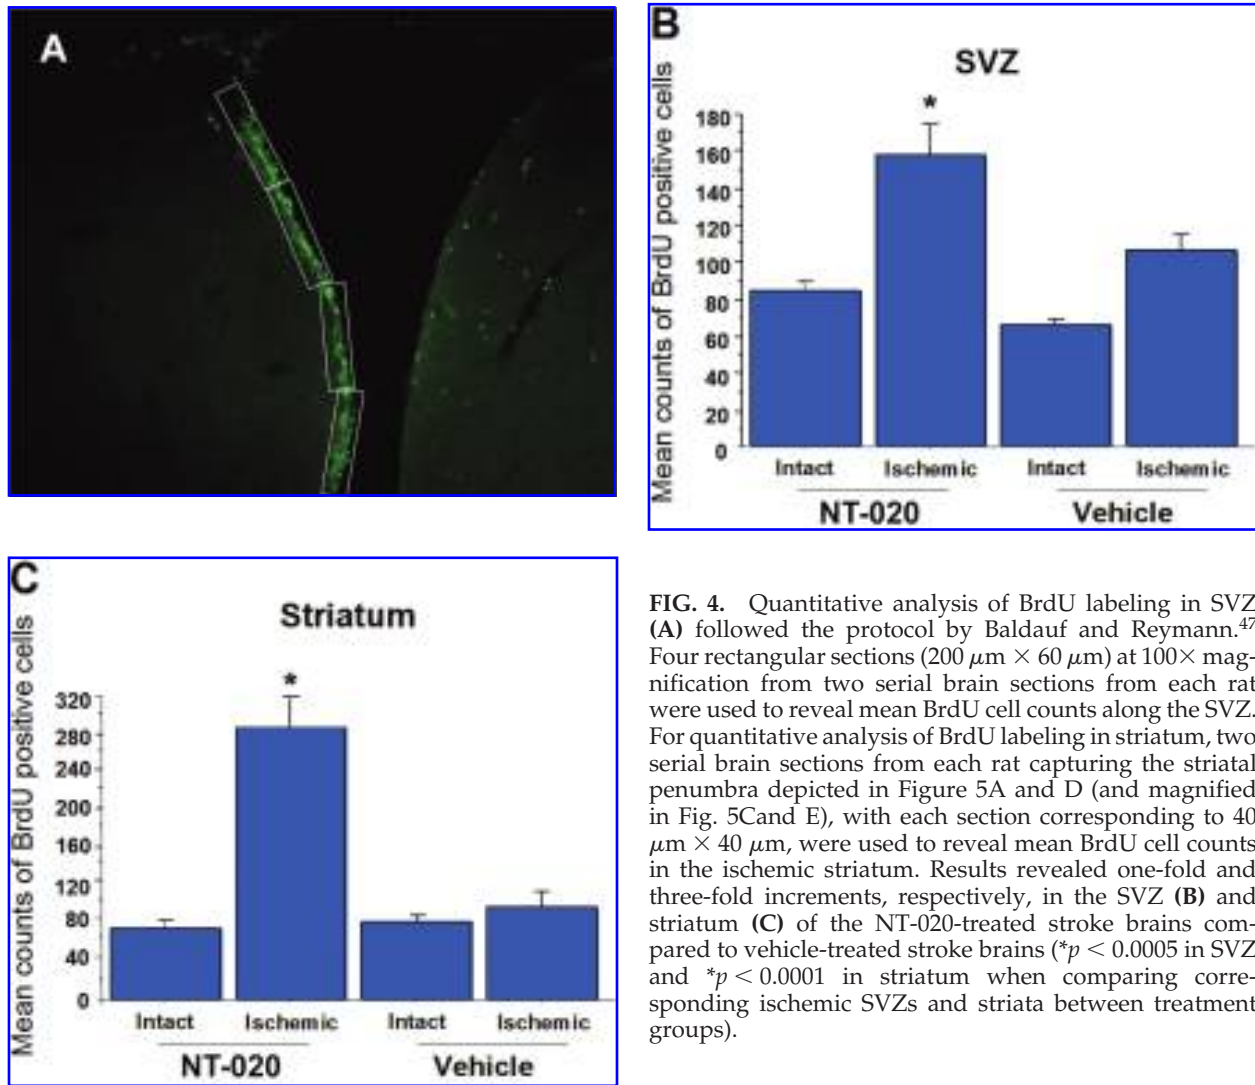 A
B
SVZ
Mean counts of BrdU positive cells
*
180
160
140
120
100
80
60
40
20
0
Intact Ischemic Intact Ischemic
NT-020 Vehicle
C
Striatum
Mean counts of BrdU positive cells
*
320
280
240
200
160
120
80
40
0
Intact Ischemic Intact Ischemic
NT-020 Vehicle
FIG. 4. Quantitative analysis of BrdU labeling in SVZ
(A) followed the protocol by Baldauf and Reymann.47
Four rectangular sections (200 μm × 60 μm) at 100× mag-
nification from two serial brain sections from each rat
were used to reveal mean BrdU cell counts along the SVZ.
For quantitative analysis of BrdU labeling in striatum, two
serial brain sections from each rat capturing the striatal
penumbra depicted in Figure 5A and D (and magnified
in Fig. 5Cand E), with each section corresponding to 40
μm × 40 μm, were used to reveal mean BrdU cell counts
in the ischemic striatum. Results revealed one-fold and
three-fold increments, respectively, in the SVZ (B) and
striatum (C) of the NT-020-treated stroke brains com-
pared to vehicle-treated stroke brains (*p < 0.0005 in SVZ
and *p < 0.0001 in striatum when comparing corre-
sponding ischemic SVZs and striata between treatment
groups).